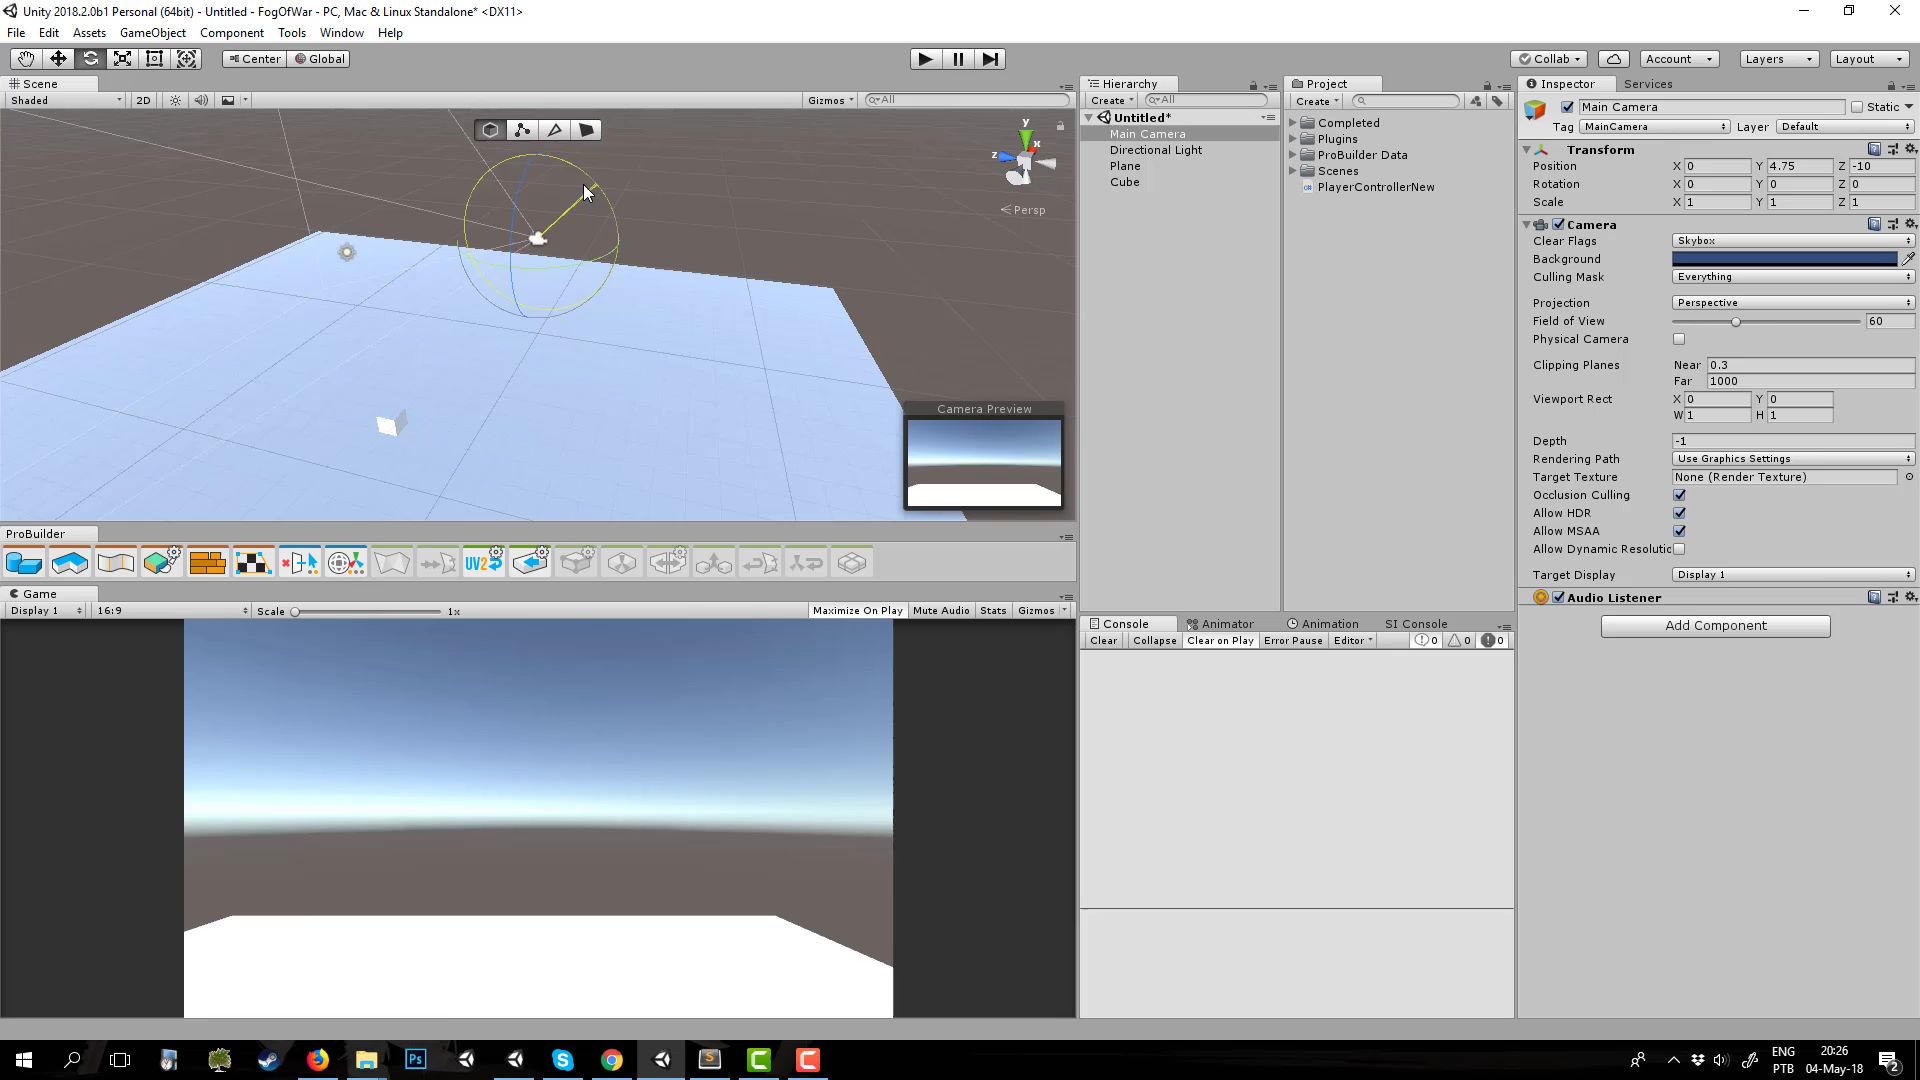 Unity 2018.2.0b1 Personal (64bit) - Untitled - FogOfWar - PC, Mac & Linux Standalone* <DX11>
File Edit Assets GameObject Component Tools Window Help
Center Global Collab Account Layers Layout
Scene
Shaded 2D Gizmos All
y
x
z
Persp
Camera Preview
ProBuilder
UV2
Game
Display 1 16:9 Scale 1x Maximize On Play Mute Audio Stats Gizmos
Hierarchy
Create All
Untitled*
Main Camera
Directional Light
Plane
Cube
Project
Create
Completed
Plugins
ProBuilder Data
Scenes
PlayerControllerNew
Console Animator Animation SI Console
Clear Collapse Clear on Play Error Pause Editor 0 0 0
Inspector Services
Main Camera Static
Tag MainCamera Layer Default
Transform
Position X 0 Y 4.75 Z -10
Rotation X 0 Y 0 Z 0
Scale X 1 Y 1 Z 1
Camera
Clear Flags Skybox
Background
Culling Mask Everything
Projection Perspective
Field of View 60
Physical Camera
Clipping Planes Near 0.3
Far 1000
Viewport Rect X 0 Y 0
W 1 H 1
Depth -1
Rendering Path Use Graphics Settings
Target Texture None (Render Texture)
Occlusion Culling
Allow HDR
Allow MSAA
Allow Dynamic Resolutic
Target Display Display 1
Audio Listener
Add Component
Ps
S
C
C
ENG
PTB
20:26
04-May-18
2